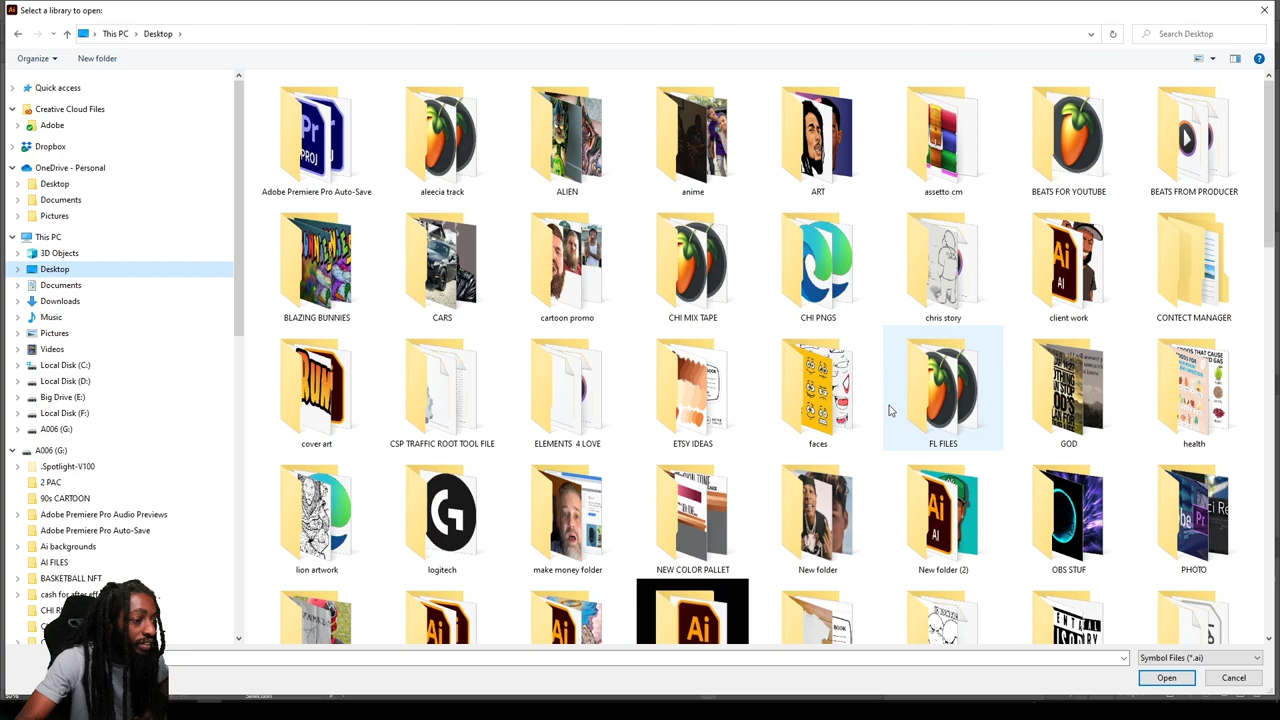 Select a library to open:
This PC
Desktop
Search Desktop
Organize
New folder
Quick access
Creative Cloud Files
Adobe
Dropbox
OneDrive - Personal
Desktop
Documents
Pictures
This PC
3D Objects
Desktop
Documents
Downloads
Music
Pictures
Videos
Local Disk (C:)
Local Disk (D:)
Big Drive (E:)
Local Disk (F:)
A006 (G:)
A006 (G:)
.Spotlight-V100
2 PAC
90s CARTOON
Adobe Premiere Pro Audio Previews
Adobe Premiere Pro Auto-Save
Ai backgrounds
AI FILES
BASKETBALL NFT
cash for after eff
Adobe Premiere Pro Auto-Save
aleecia track
ALIEN
anime
ART
assetto cm
BEATS FOR YOUTUBE
BEATS FROM PRODUCER
BLAZING BUNNIES
CARS
cartoon promo
CHI MIX TAPE
CHI PNGS
chris story
client work
CONTECT MANAGER
cover art
CSP TRAFFIC ROOT TOOL FILE
ELEMENTS 4 LOVE
ETSY IDEAS
faces
FL FILES
GOD
health
lion artwork
logitech
make money folder
NEW COLOR PALLET
New folder
New folder (2)
OBS STUF
PHOTO
Symbol Files (*.ai)
Open
Cancel